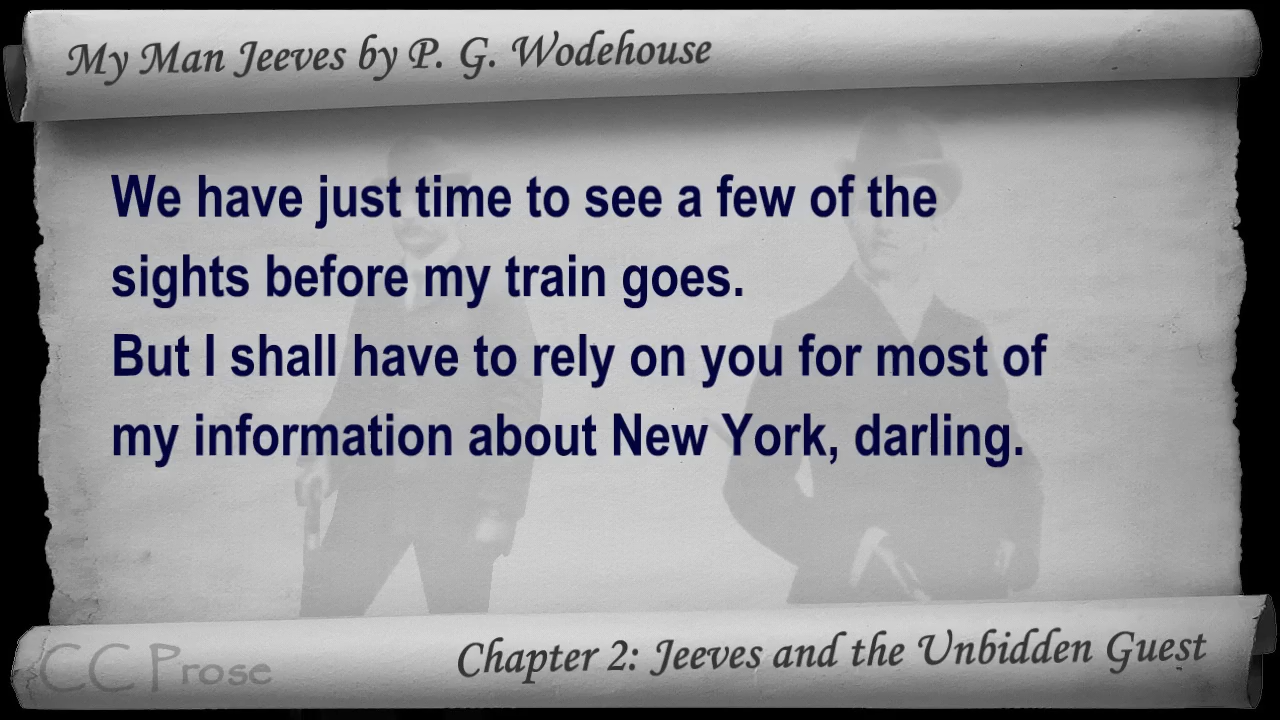 My Man Jeeves by P. G. Wodehouse
We have just time to see a few of the
sights before my train goes.
But I shall have to rely on you for most of
my information about New York, darling.
CC Prose
Chapter 2: Jeeves and the Unbidden Guest